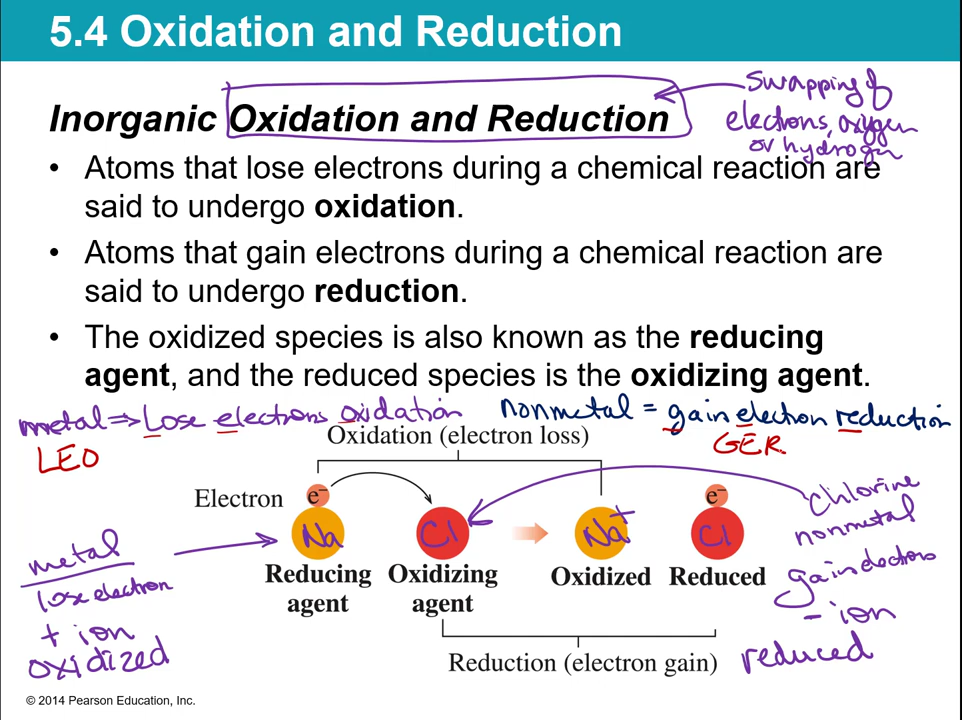 5.4 Oxidation and Reduction
Inorganic Oxidation and Reduction
Swapping of
electrons, oxygen
or hydrogen
• Atoms that lose electrons during a chemical reaction are
said to undergo oxidation.
• Atoms that gain electrons during a chemical reaction are
said to undergo reduction.
• The oxidized species is also known as the reducing
agent, and the reduced species is the oxidizing agent.
metal ⇒ Lose electrons oxidation
nonmetal = gain electron reduction
LEO
GER
Oxidation (electron loss)
Electron
e⁻
e⁻
Na
Cl
Na⁺
Cl
Reducing
agent
Oxidizing
agent
Oxidized
Reduced
Reduction (electron gain)
metal
lose electron
+ ion
oxidized
chlorine
nonmetal
gain electrons
- ion
reduced
© 2014 Pearson Education, Inc.